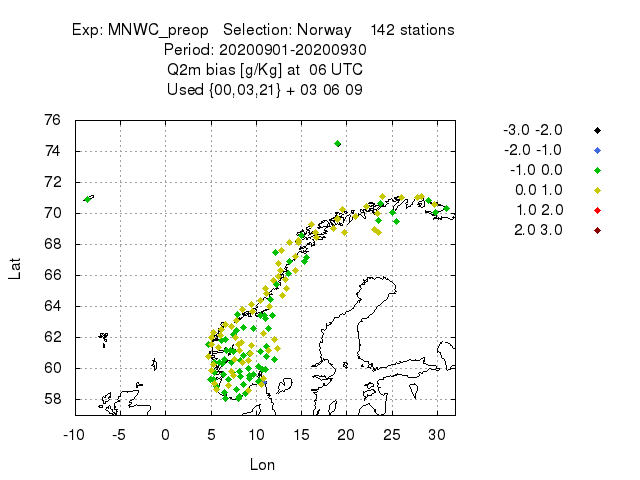 Exp: MNWC_preop   Selection: Norway    142 stations
Period: 20200901-20200930
Q2m bias [g/Kg] at  06 UTC
Used {00,03,21} + 03 06 09
76
74
72
70
68
66
64
62
60
58
Lat
-10 -5 0 5 10 15 20 25 30
Lon
-3.0 -2.0
-2.0 -1.0
-1.0 0.0
0.0 1.0
1.0 2.0
2.0 3.0